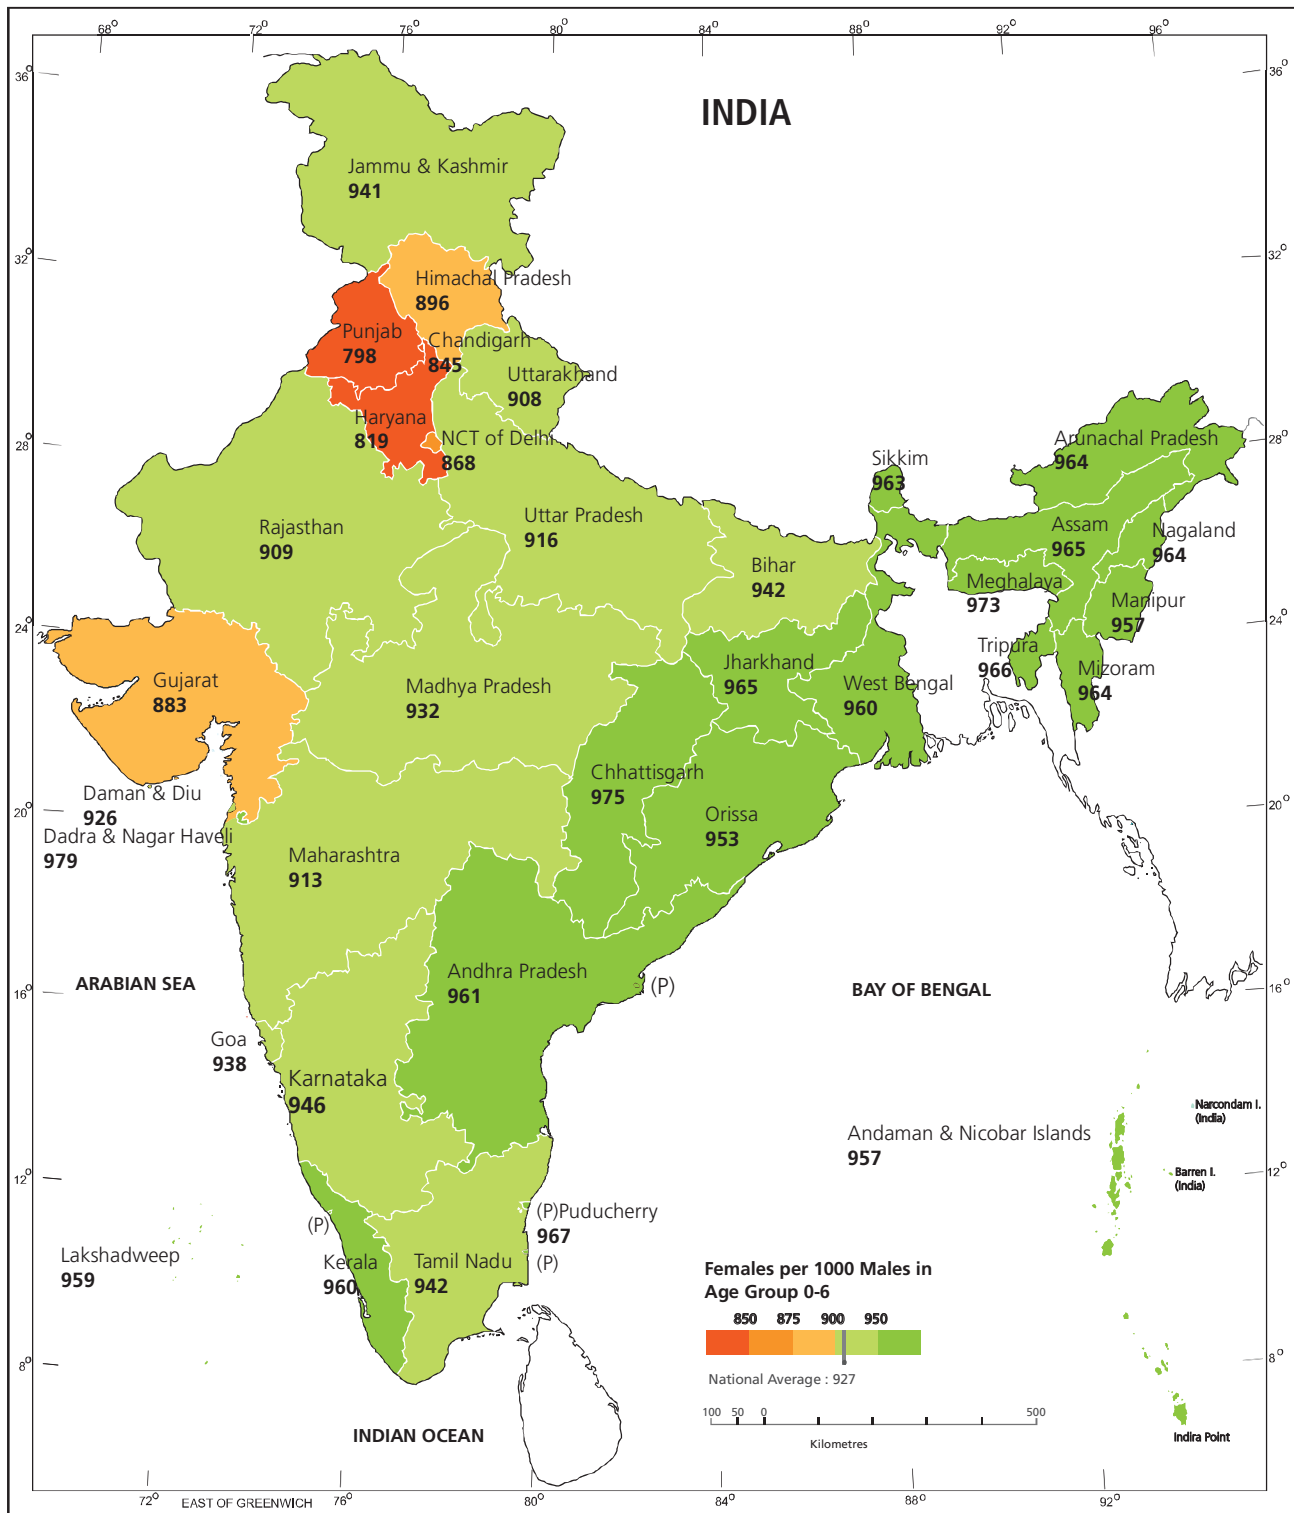 68° 72° 76° 80° 84° 88° 92° 96°
36°
36°
INDIA
Jammu & Kashmir
941
32°
32°
Himachal Pradesh
896
Punjab
798
Chandigarh
845
Uttarakhand
908
Haryana
819
NCT of Delhi
868
28°
28°
Arunachal Pradesh
964
Sikkim
963
Rajasthan
909
Uttar Pradesh
916
Assam
965
Nagaland
964
Bihar
942
Meghalaya
973
Manipur
957
24°
24°
Tripura
966
Mizoram
964
Jharkhand
965
West Bengal
960
Gujarat
883
Madhya Pradesh
932
Chhattisgarh
975
Daman & Diu
926
20°
20°
Orissa
953
Dadra & Nagar Haveli
979
Maharashtra
913
Andhra Pradesh
961
ARABIAN SEA
(P)
BAY OF BENGAL
16°
16°
Goa
938
Karnataka
946
Narcondam I.
(India)
Andaman & Nicobar Islands
957
Barren I.
(India)
12°
12°
(P)
(P)Puducherry
967
(P)
Lakshadweep
959
Kerala
960
Tamil Nadu
942
Females per 1000 Males in
Age Group 0-6
850 875 900 950
8°
8°
National Average : 927
100 50 0 500
Kilometres
INDIAN OCEAN
Indira Point
72° EAST OF GREENWICH 76° 80° 84° 88° 92°